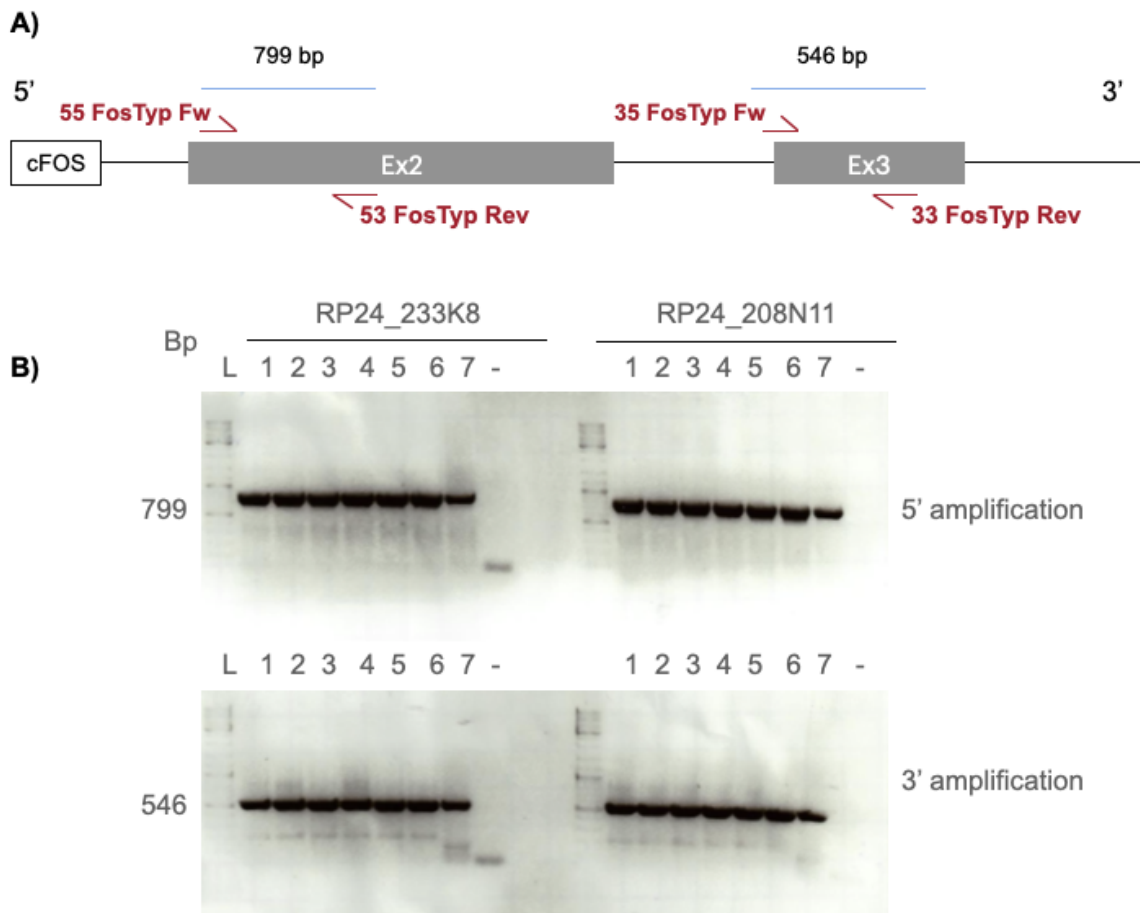 A)
799 bp
546 bp
5’
3’
55 FosTyp Fw
35 FosTyp Fw
cFOS
Ex2
Ex3
53 FosTyp Rev
33 FosTyp Rev
RP24_233K8
RP24_208N11
Bp
B)
L 1 2 3 4 5 6 7 -
1 2 3 4 5 6 7 -
799
5’ amplification
L 1 2 3 4 5 6 7 -
1 2 3 4 5 6 7 -
546
3’ amplification